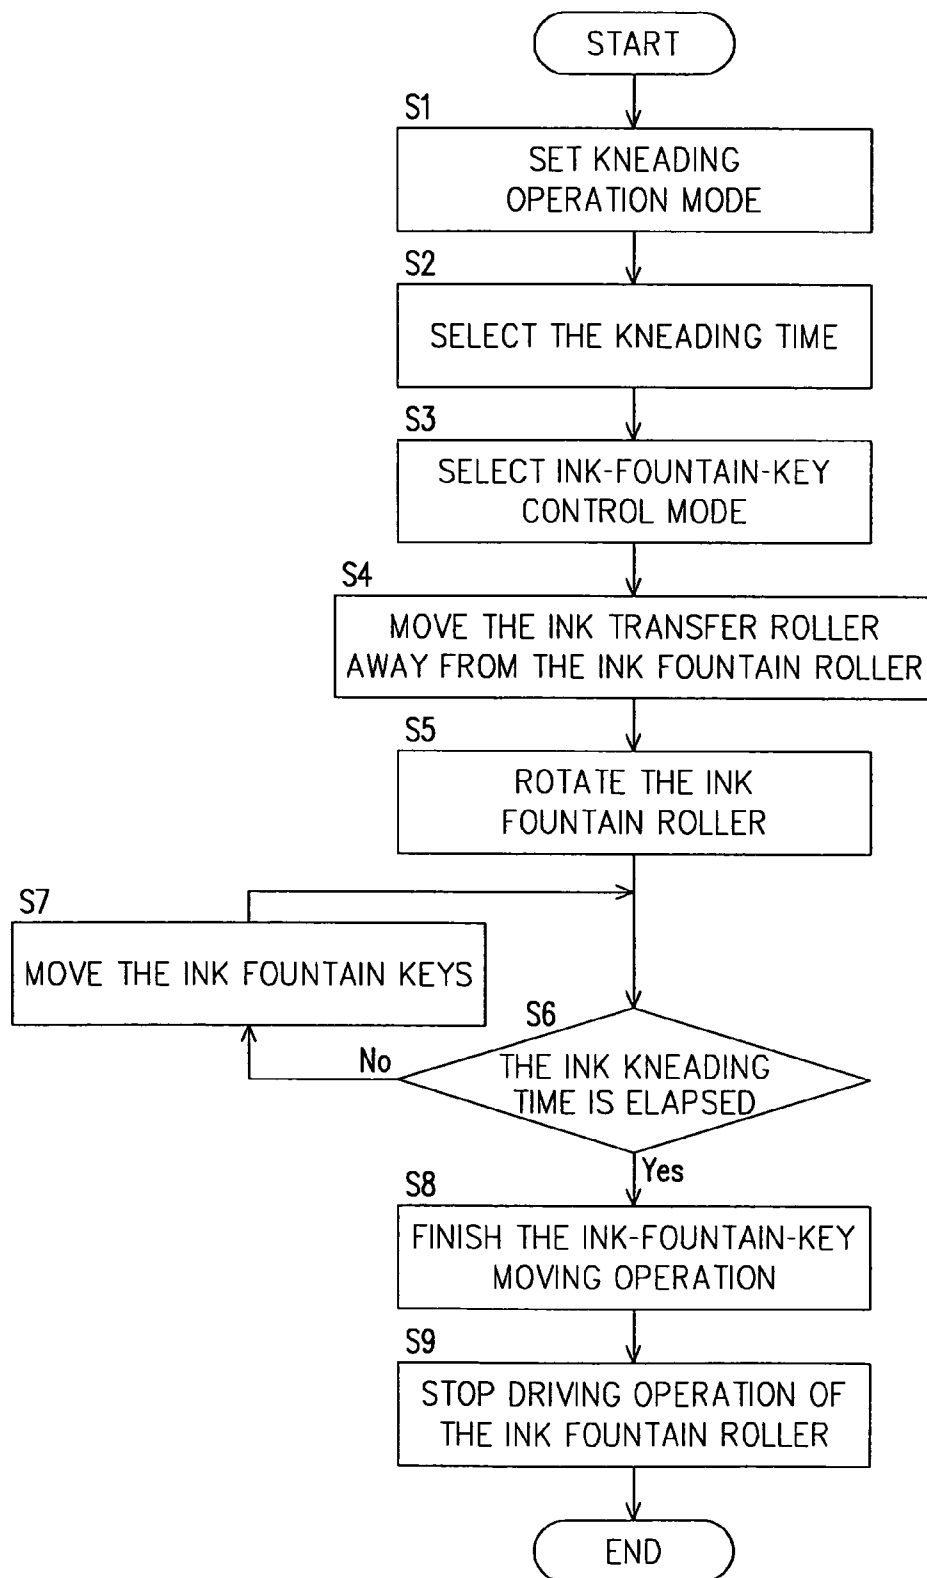 START
S1
SET KNEADING
OPERATION MODE
S2
SELECT THE KNEADING TIME
S3
SELECT INK-FOUNTAIN-KEY
CONTROL MODE
S4
MOVE THE INK TRANSFER ROLLER
AWAY FROM THE INK FOUNTAIN ROLLER
S5
ROTATE THE INK
FOUNTAIN ROLLER
S7
MOVE THE INK FOUNTAIN KEYS
S6
No
THE INK KNEADING
TIME IS ELAPSED
Yes
S8
FINISH THE INK-FOUNTAIN-KEY
MOVING OPERATION
S9
STOP DRIVING OPERATION OF
THE INK FOUNTAIN ROLLER
END